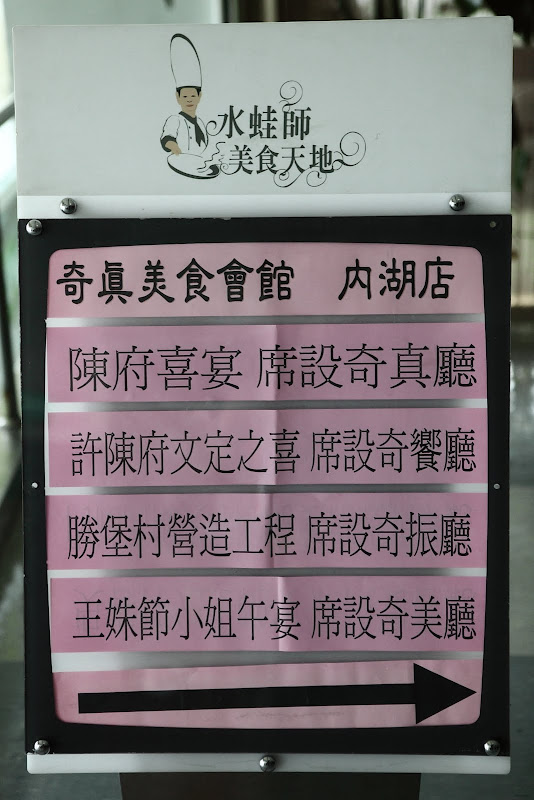 水蛙師
美食天地
奇真美食會館 內湖店
陳府喜宴 席設奇真廳
許陳府文定之喜 席設奇饗廳
勝堡村營造工程 席設奇振廳
王姝節小姐午宴 席設奇美廳